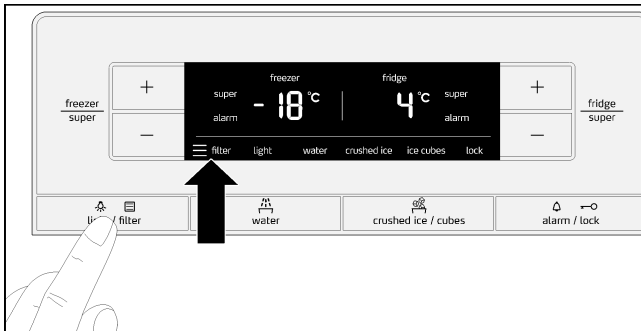 freezer
super
+
−
super
alarm
freezer
-18 °C
fridge
4 °C
super
alarm
filter light water crushed ice ice cubes lock
+
−
fridge
super
light / filter
water
crushed ice / cubes
alarm / lock